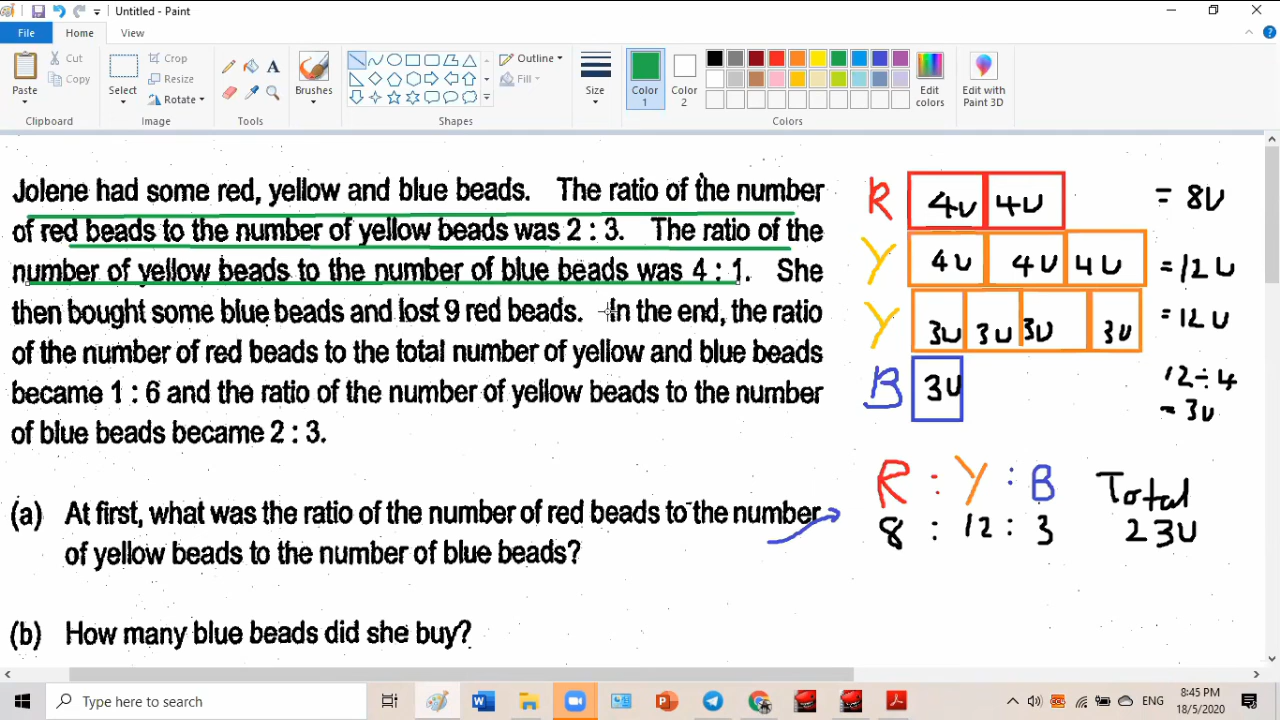 Untitled - Paint
File
Home
View
Paste
Cut
Copy
Clipboard
Select
Crop
Resize
Rotate
Image
Tools
Brushes
Outline
Fill
Shapes
Size
Color 1
Color 2
Edit colors
Edit with Paint 3D
Colors
Jolene had some red, yellow and blue beads. The ratio of the number
of red beads to the number of yellow beads was 2 : 3. The ratio of the
number of yellow beads to the number of blue beads was 4 : 1. She
then bought some blue beads and lost 9 red beads. In the end, the ratio
of the number of red beads to the total number of yellow and blue beads
became 1 : 6 and the ratio of the number of yellow beads to the number
of blue beads became 2 : 3.
(a) At first, what was the ratio of the number of red beads to the number
of yellow beads to the number of blue beads?
(b) How many blue beads did she buy?
R 4u 4u = 8u
Y 4u 4u 4u = 12u
Y 3u 3u 3u 3u = 12u
B 3u
12 ÷ 4
= 3u
R : Y : B Total
8 : 12 : 3 23u
Type here to search
ENG
8:45 PM
18/5/2020